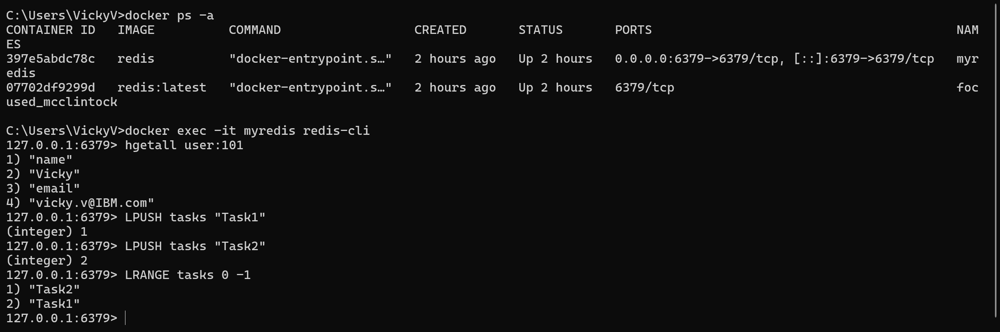 C:\Users\VickyV>docker ps -a
CONTAINER ID   IMAGE          COMMAND                  CREATED       STATUS       PORTS                                         NAM
ES
397e5abdc78c   redis          "docker-entrypoint.s…"   2 hours ago   Up 2 hours   0.0.0.0:6379->6379/tcp, [::]:6379->6379/tcp   myr
edis
07702df9299d   redis:latest   "docker-entrypoint.s…"   2 hours ago   Up 2 hours   6379/tcp                                      foc
used_mcclintock

C:\Users\VickyV>docker exec -it myredis redis-cli
127.0.0.1:6379> hgetall user:101
1) "name"
2) "Vicky"
3) "email"
4) "vicky.v@IBM.com"
127.0.0.1:6379> LPUSH tasks "Task1"
(integer) 1
127.0.0.1:6379> LPUSH tasks "Task2"
(integer) 2
127.0.0.1:6379> LRANGE tasks 0 -1
1) "Task2"
2) "Task1"
127.0.0.1:6379>